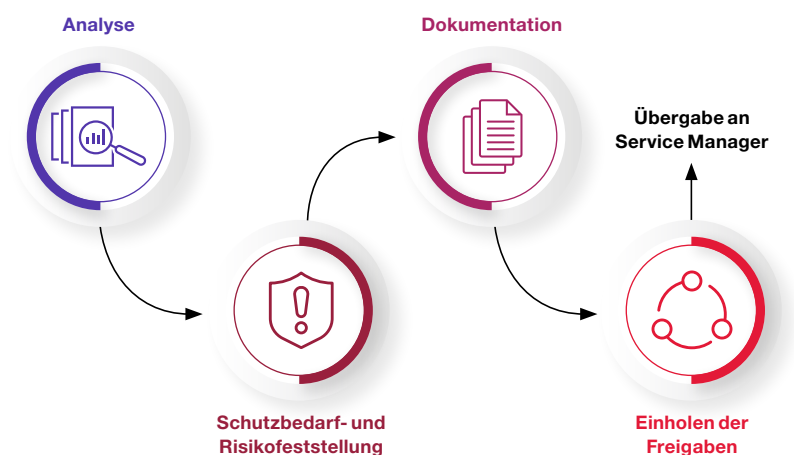 Analyse
Schutzbedarf- und
Risikofeststellung
Dokumentation
Einholen der
Freigaben
Übergabe an
Service Manager